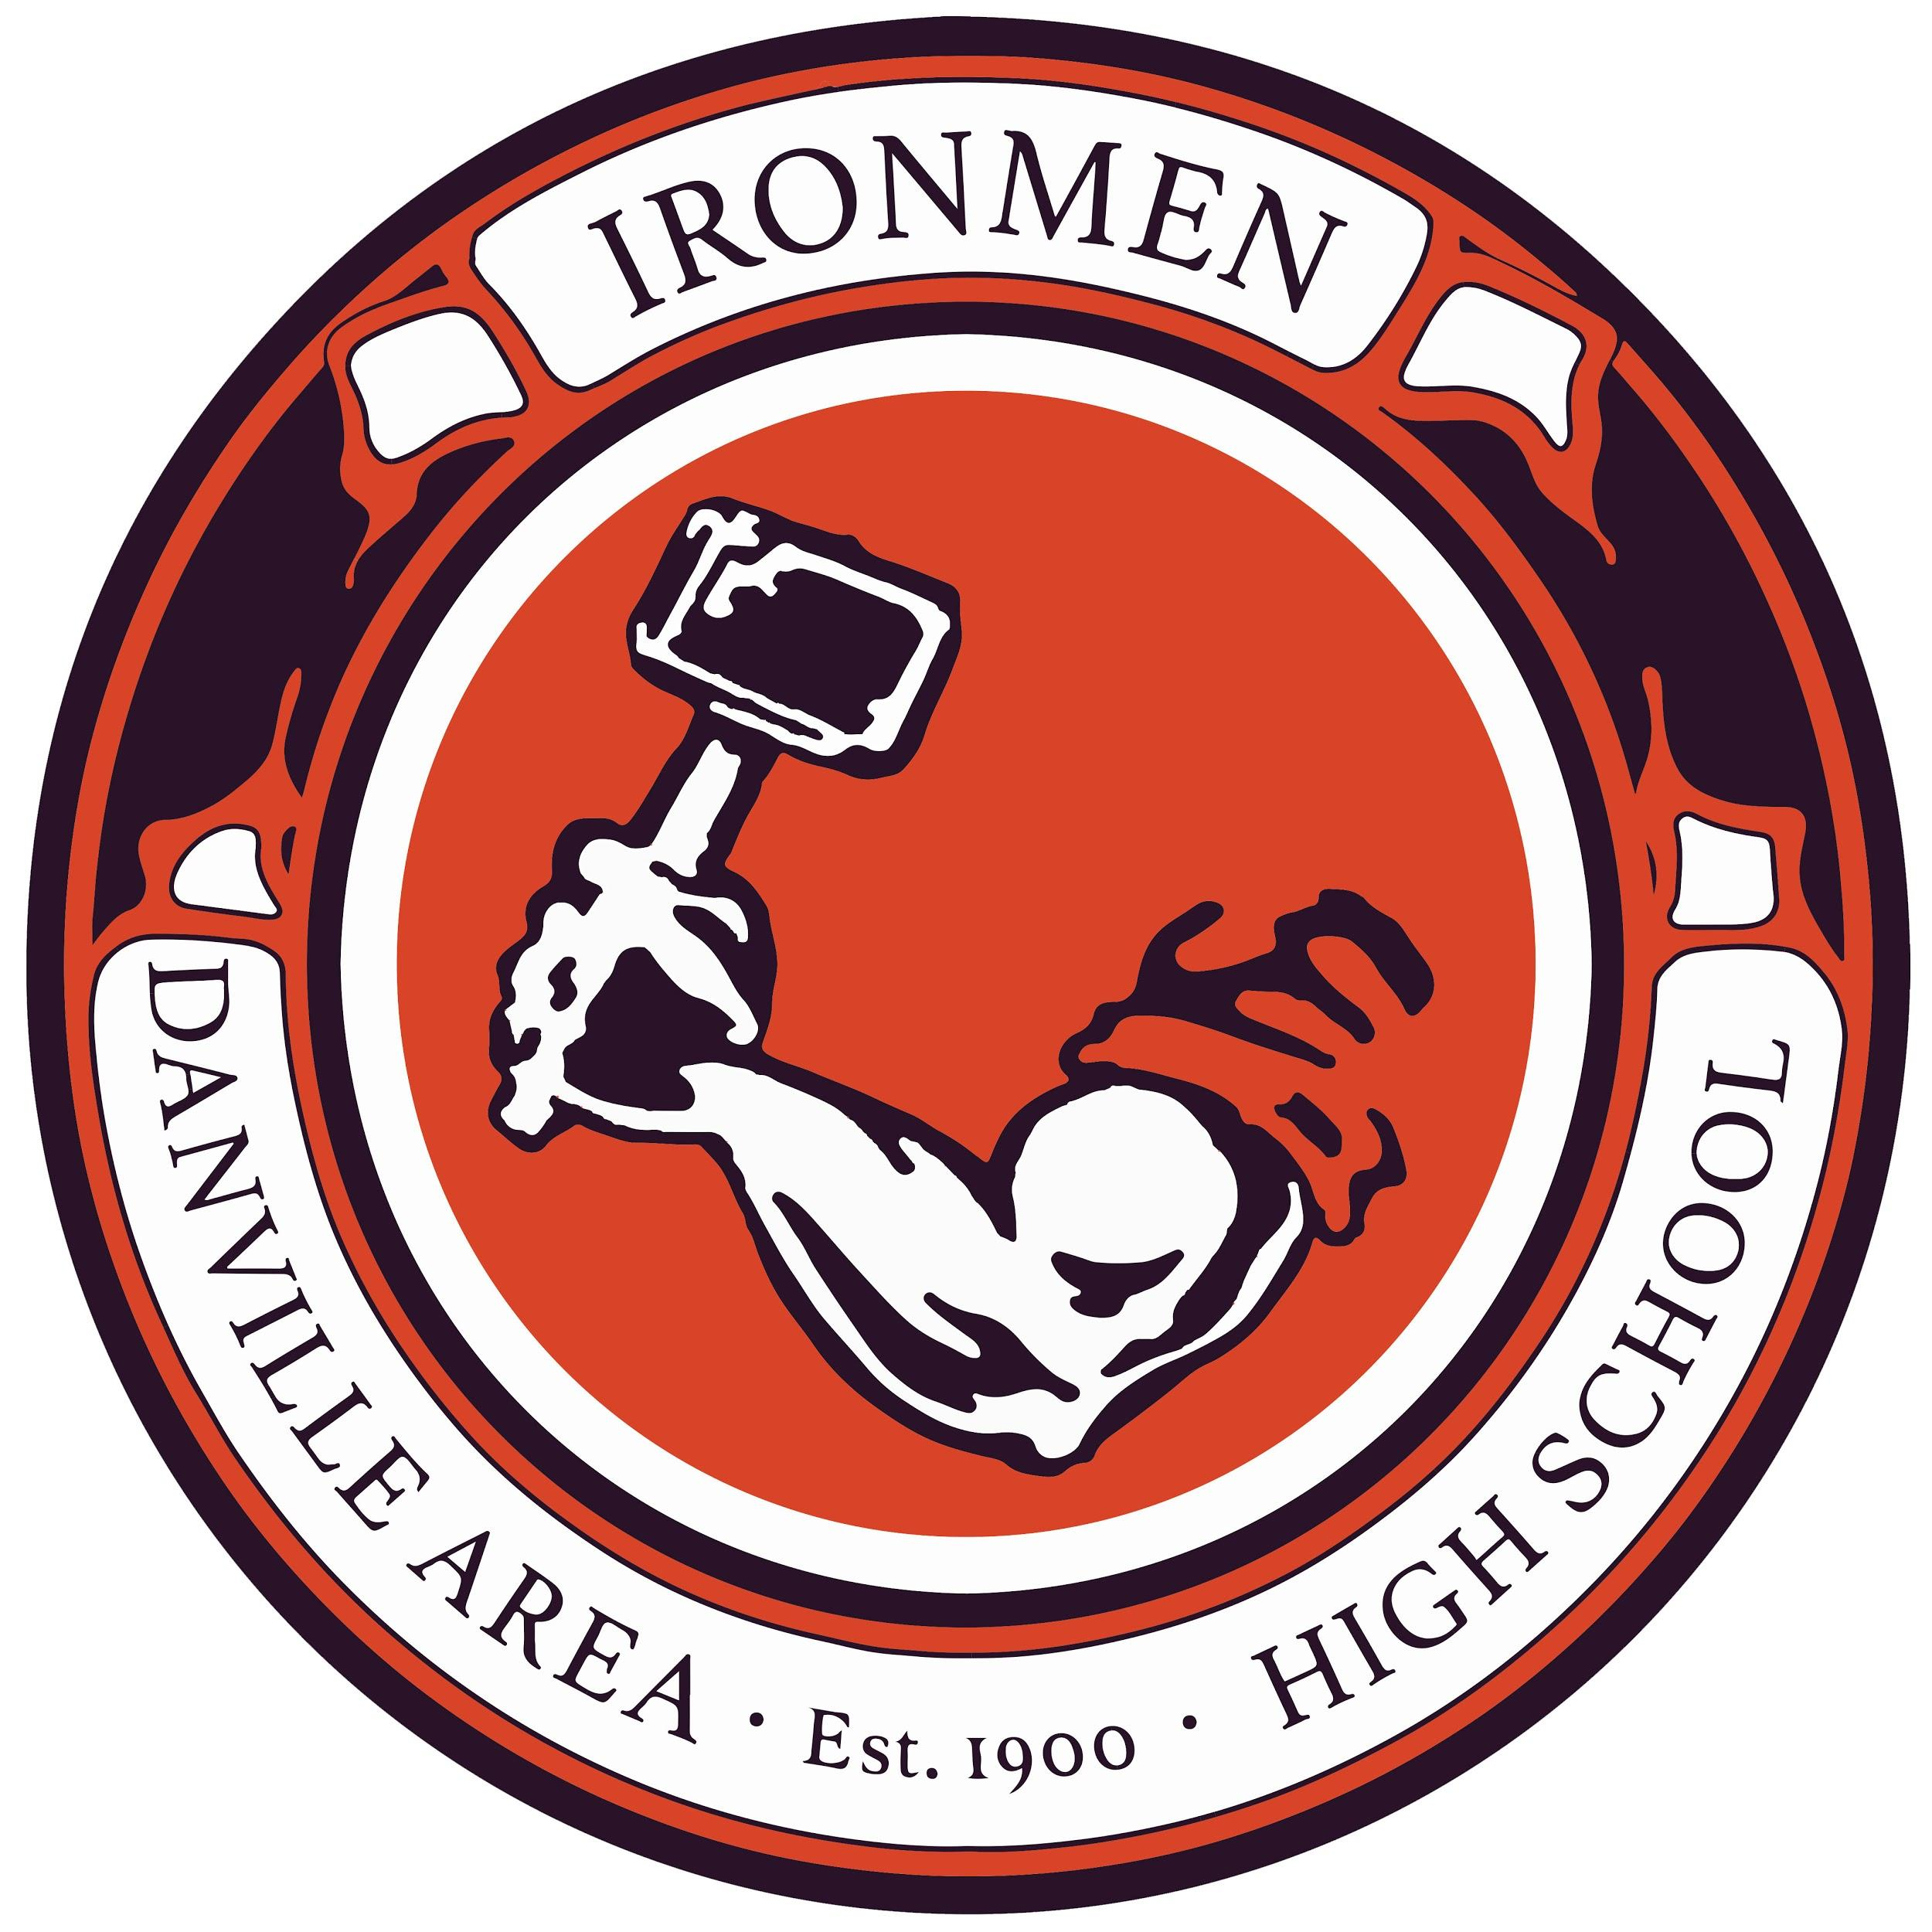 IRONMEN
DANVILLE AREA • Est. 1900 • HIGH SCHOOL